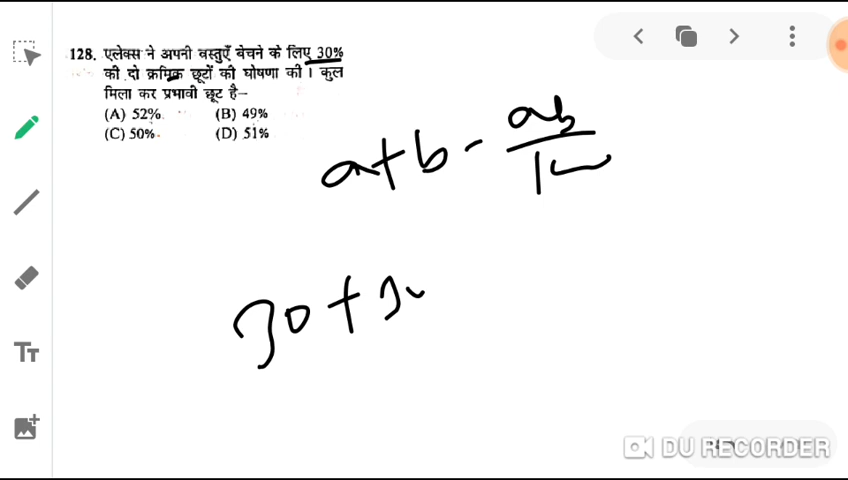 128. एलेक्स ने अपनी वस्तुएँ बेचने के लिए 30%
की दो क्रमिक छूटों की घोषणा की । कुल
मिला कर प्रभावी छूट है–
(A) 52% (B) 49%
(C) 50% (D) 51%
a+b - ab/100
30 + 30
TT
DU RECORDER